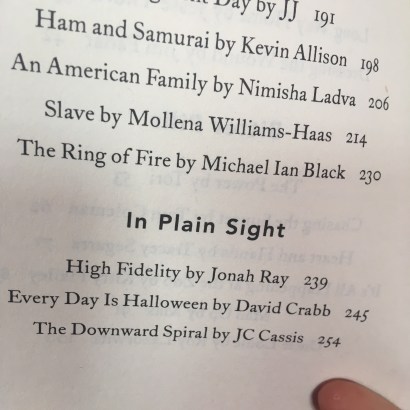 Day by JJ 191
Ham and Samurai by Kevin Allison 198
An American Family by Nimisha Ladva 206
Slave by Mollena Williams-Haas 214
The Ring of Fire by Michael Ian Black 230
In Plain Sight
High Fidelity by Jonah Ray 239
Every Day Is Halloween by David Crabb 245
The Downward Spiral by JC Cassis 254